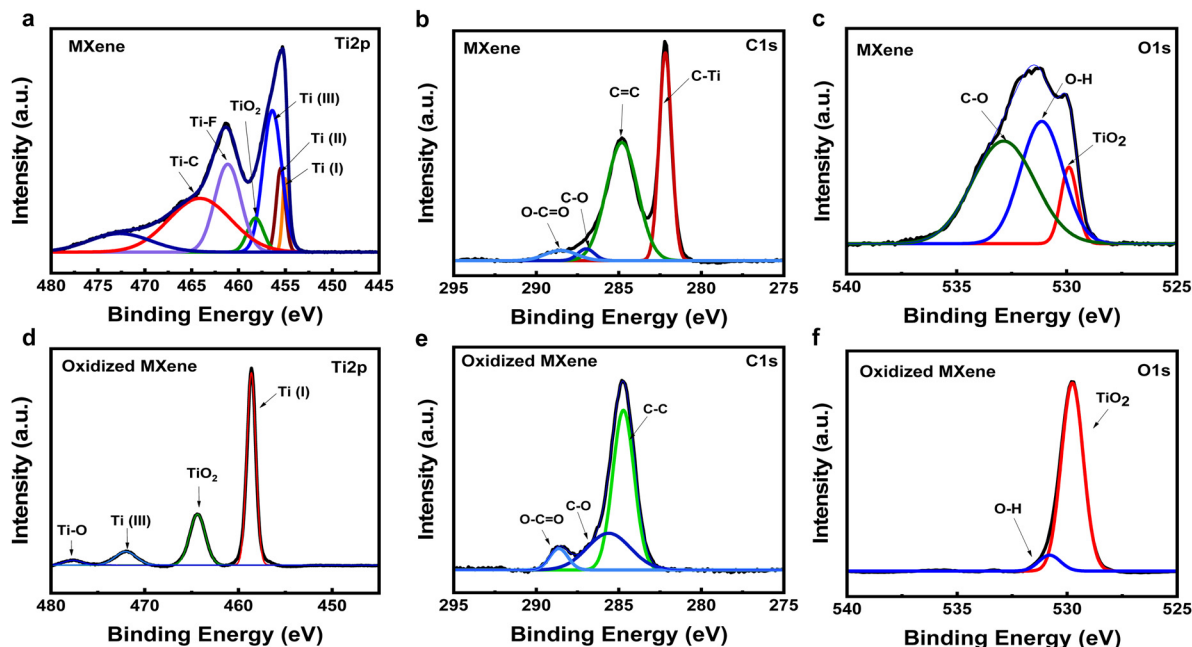 a
MXene
Ti2p
Ti (III)
TiO2
Ti-F
Ti (II)
Ti-C
Ti (I)
Intensity (a.u.)
480 475 470 465 460 455 450 445
Binding Energy (eV)
b
MXene
C1s
C-Ti
C=C
C-O
O-C=O
Intensity (a.u.)
295 290 285 280 275
Binding Energy (eV)
c
MXene
O1s
O-H
C-O
TiO2
Intensity (a.u.)
540 535 530 525
Binding Energy (eV)
d
Oxidized MXene
Ti2p
Ti (I)
TiO2
Ti (III)
Ti-O
Intensity (a.u.)
480 470 460 450
Binding Energy (eV)
e
Oxidized MXene
C1s
C-C
C-O
O-C=O
Intensity (a.u.)
295 290 285 280 275
Binding Energy (eV)
f
Oxidized MXene
O1s
TiO2
O-H
Intensity (a.u.)
540 535 530 525
Binding Energy (eV)